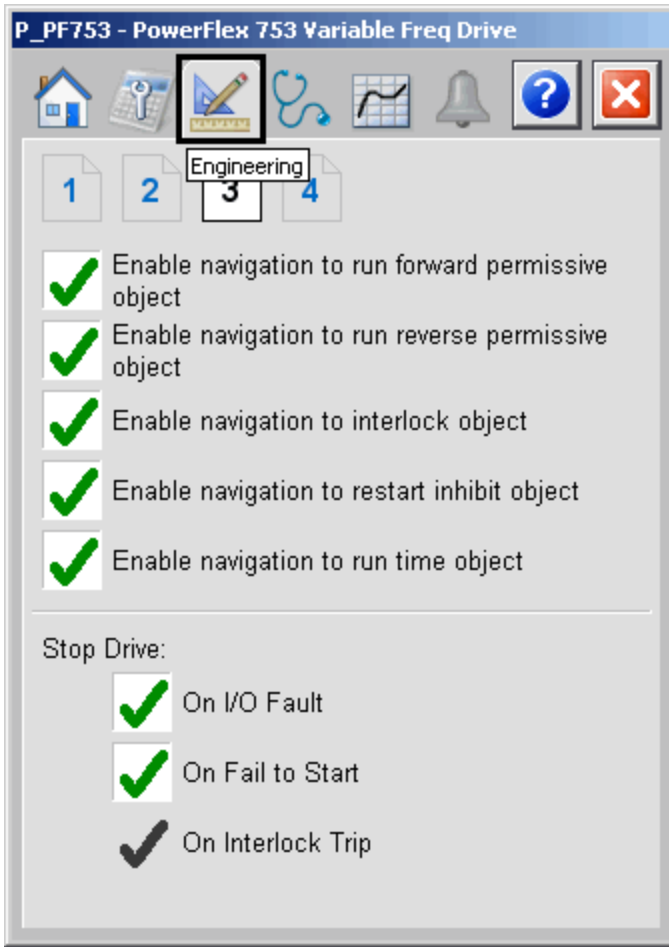 P_PF753 - PowerFlex 753 Variable Freq Drive
?
Engineering
1 2 3 4
Enable navigation to run forward permissive
object
Enable navigation to run reverse permissive
object
Enable navigation to interlock object
Enable navigation to restart inhibit object
Enable navigation to run time object
Stop Drive:
On I/O Fault
On Fail to Start
On Interlock Trip